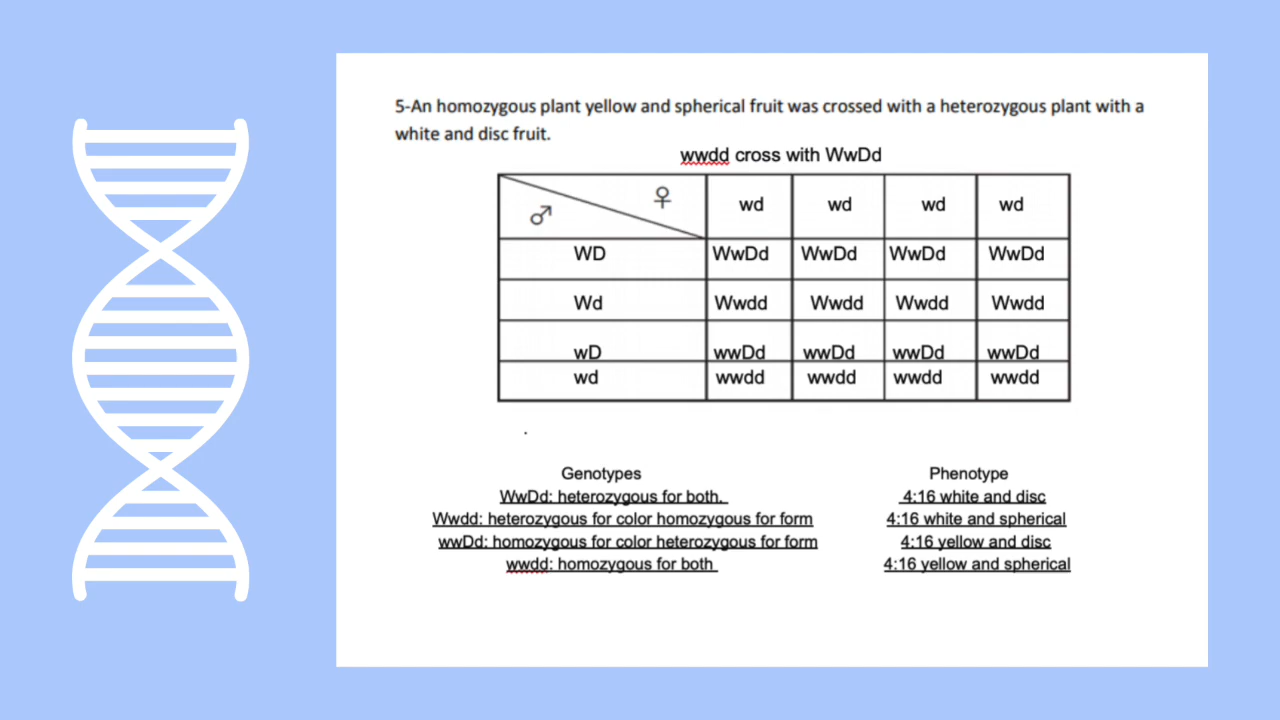 5-An homozygous plant yellow and spherical fruit was crossed with a heterozygous plant with a
white and disc fruit.
wwdd cross with WwDd
♂ ♀ wd wd wd wd
WD WwDd WwDd WwDd WwDd
Wd Wwdd Wwdd Wwdd Wwdd
wD wwDd wwDd wwDd wwDd
wd wwdd wwdd wwdd wwdd
Genotypes Phenotype
WwDd: heterozygous for both. 4:16 white and disc
Wwdd: heterozygous for color homozygous for form 4:16 white and spherical
wwDd: homozygous for color heterozygous for form 4:16 yellow and disc
wwdd: homozygous for both 4:16 yellow and spherical